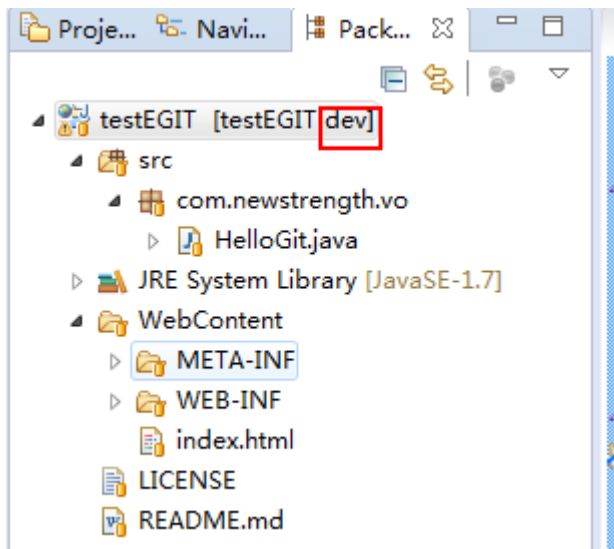 Proje... Navi... Pack...
testEGIT [testEGIT dev]
src
com.newstrength.vo
HelloGit.java
JRE System Library [JavaSE-1.7]
WebContent
META-INF
WEB-INF
index.html
LICENSE
README.md